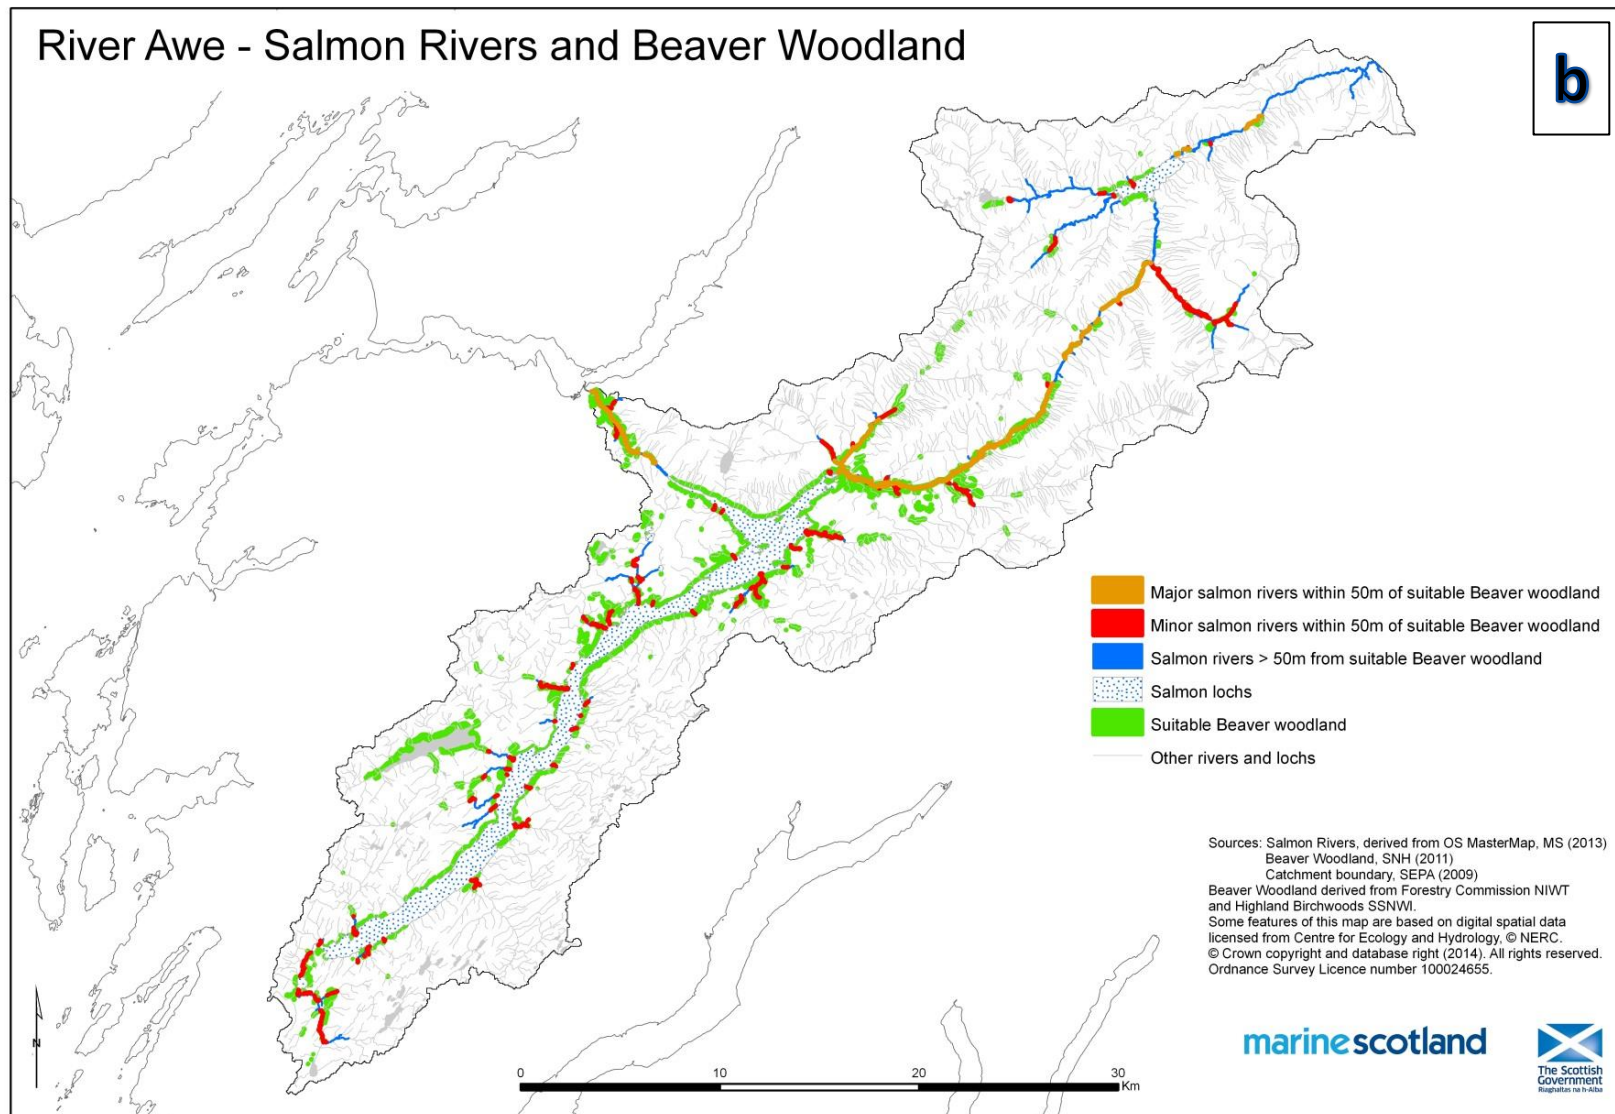 River Awe - Salmon Rivers and Beaver Woodland
b
Major salmon rivers within 50m of suitable Beaver woodland
Minor salmon rivers within 50m of suitable Beaver woodland
Salmon rivers > 50m from suitable Beaver woodland
Salmon lochs
Suitable Beaver woodland
Other rivers and lochs
Sources: Salmon Rivers, derived from OS MasterMap, MS (2013)
Beaver Woodland, SNH (2011)
Catchment boundary, SEPA (2009)
Beaver Woodland derived from Forestry Commission NIWT
and Highland Birchwoods SSNWI.
Some features of this map are based on digital spatial data
licensed from Centre for Ecology and Hydrology, © NERC.
© Crown copyright and database right (2014). All rights reserved.
Ordnance Survey Licence number 100024655.
N
0 10 20 30
Km
marinescotland
The Scottish
Government
Riaghaltas na h-Alba